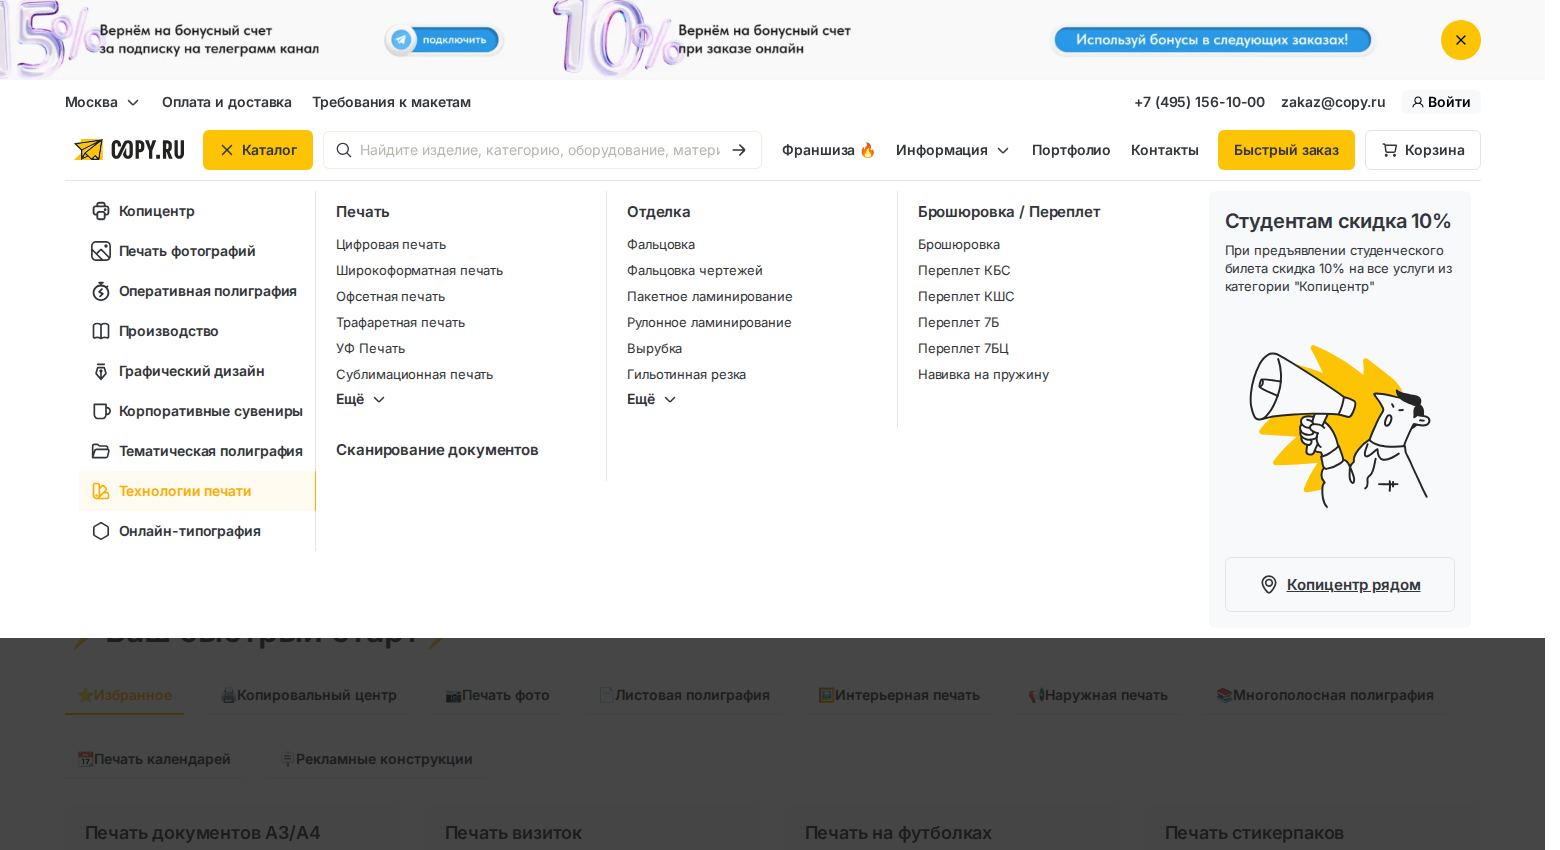 15%
Вернём на бонусный счет
за подписку на телеграмм канал
подключить
10%
Вернём на бонусный счет
при заказе онлайн
Используй бонусы в следующих заказах!
Москва
Оплата и доставка
Требования к макетам
+7 (495) 156-10-00
zakaz@copy.ru
Войти
COPY.RU
Каталог
Найдите изделие, категорию, оборудование, матери
Франшиза 🔥
Информация
Портфолио
Контакты
Быстрый заказ
Корзина
Копицентр
Печать фотографий
Оперативная полиграфия
Производство
Графический дизайн
Корпоративные сувениры
Тематическая полиграфия
Технологии печати
Онлайн-типография
Печать
Цифровая печать
Широкоформатная печать
Офсетная печать
Трафаретная печать
УФ Печать
Сублимационная печать
Ещё
Сканирование документов
Отделка
Фальцовка
Фальцовка чертежей
Пакетное ламинирование
Рулонное ламинирование
Вырубка
Гильотинная резка
Ещё
Брошюровка / Переплет
Брошюровка
Переплет КБС
Переплет КШС
Переплет 7Б
Переплет 7БЦ
Навивка на пружину
Студентам скидка 10%
При предъявлении студенческого
билета скидка 10% на все услуги из
категории "Копицентр"
Копицентр рядом
⚡ Ваш быстрый старт ⚡
⭐Избранное
🖨️Копировальный центр
📷Печать фото
📄Листовая полиграфия
🖼️Интерьерная печать
📢Наружная печать
📚Многополосная полиграфия
📆Печать календарей
🪧Рекламные конструкции
Печать документов А3/А4
Печать визиток
Печать на футболках
Печать стикерпаков